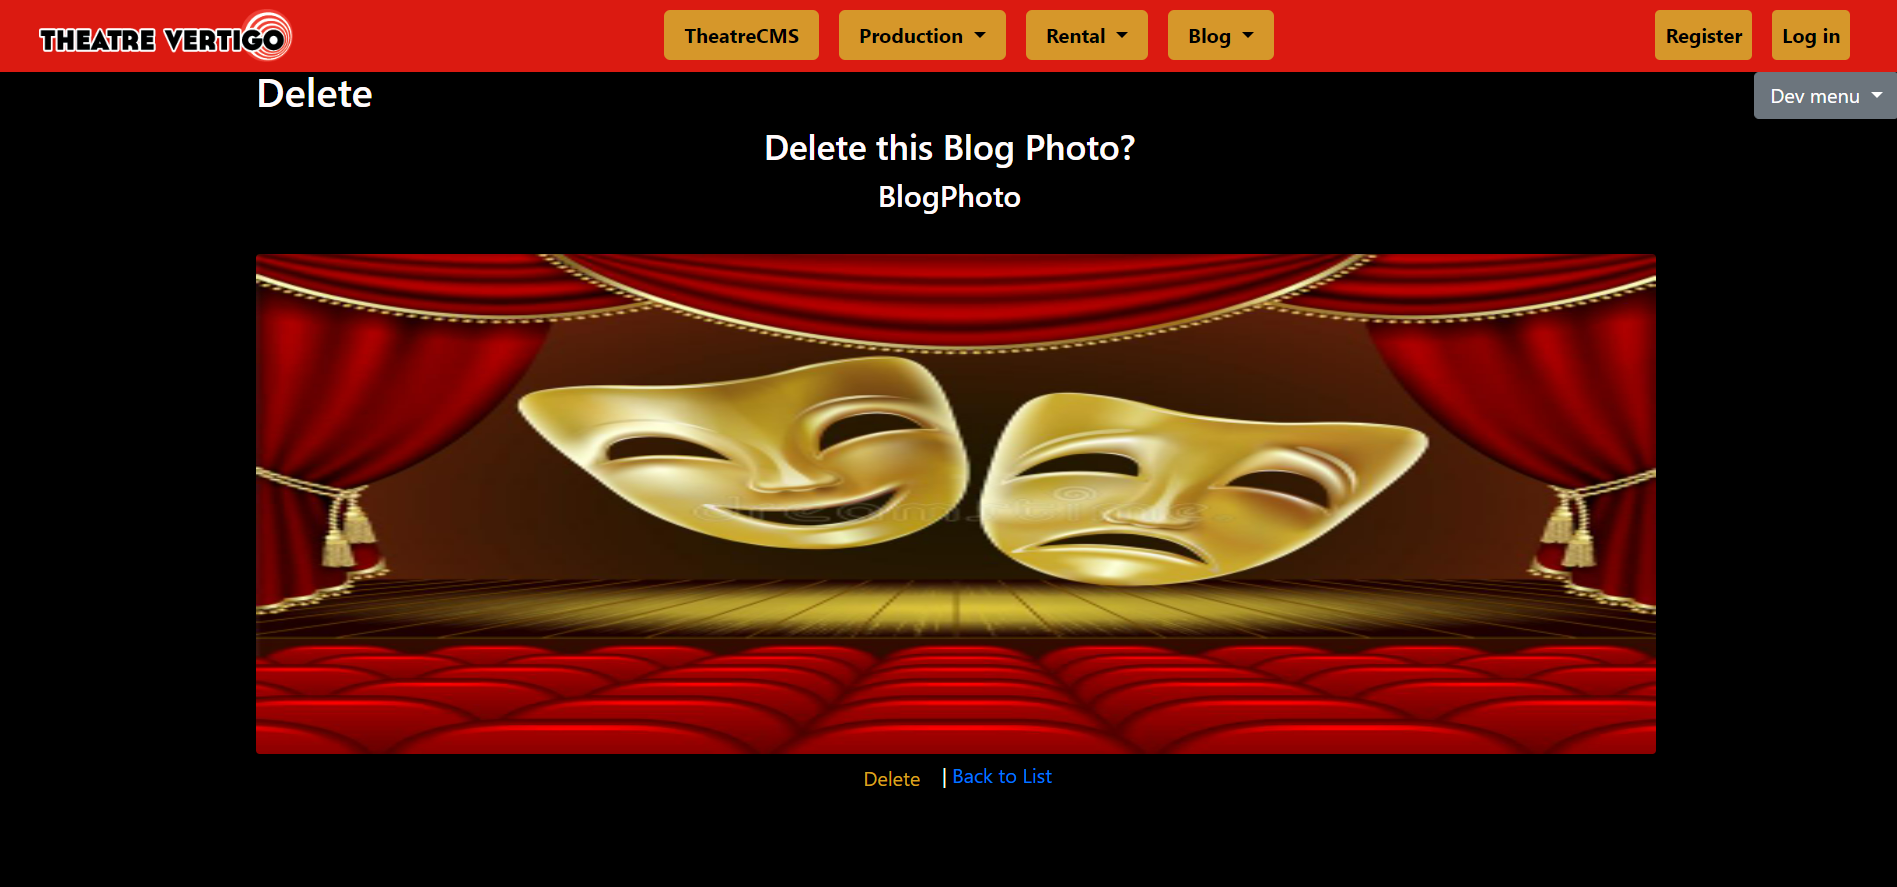 THEATRE VERTIGO
TheatreCMS Production Rental Blog Register Log in
Delete
Dev menu
Delete this Blog Photo?
BlogPhoto
dreamstime.
Delete | Back to List